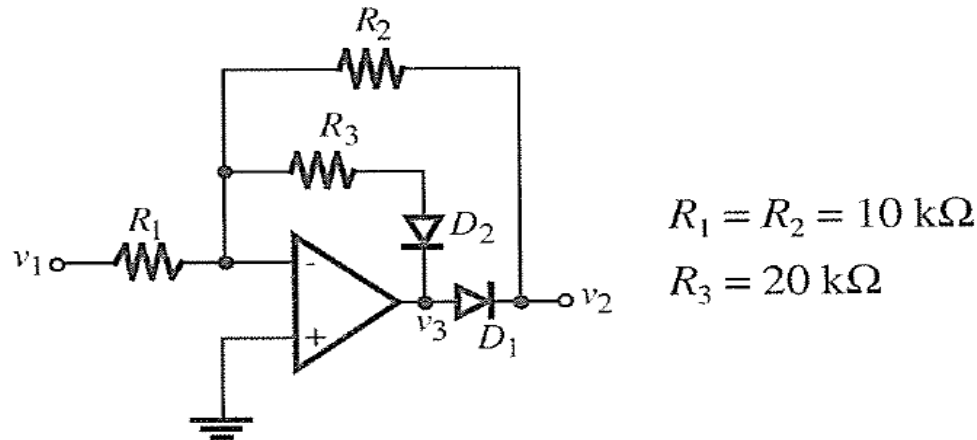 R₂
R₃
R₁
D₂
v₁
-
+
v₃
D₁
v₂
R₁ = R₂ = 10 kΩ
R₃ = 20 kΩ